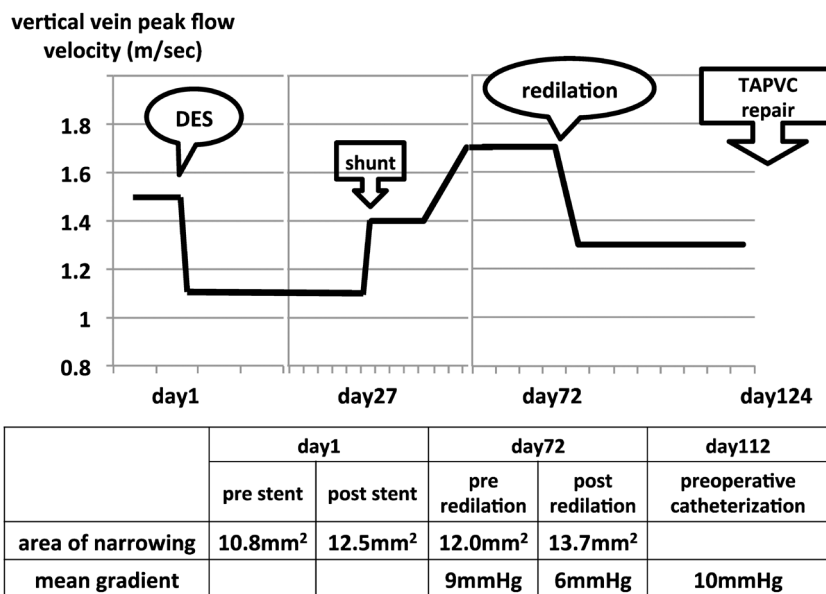 vertical vein peak flow
velocity (m/sec)
DES
shunt
redilation
TAPVC
repair
1.8
1.6
1.4
1.2
1
0.8
day1 day27 day72 day124
day1 day72 day112
pre stent post stent pre redilation post redilation preoperative catheterization
area of narrowing 10.8mm² 12.5mm² 12.0mm² 13.7mm²
mean gradient 9mmHg 6mmHg 10mmHg